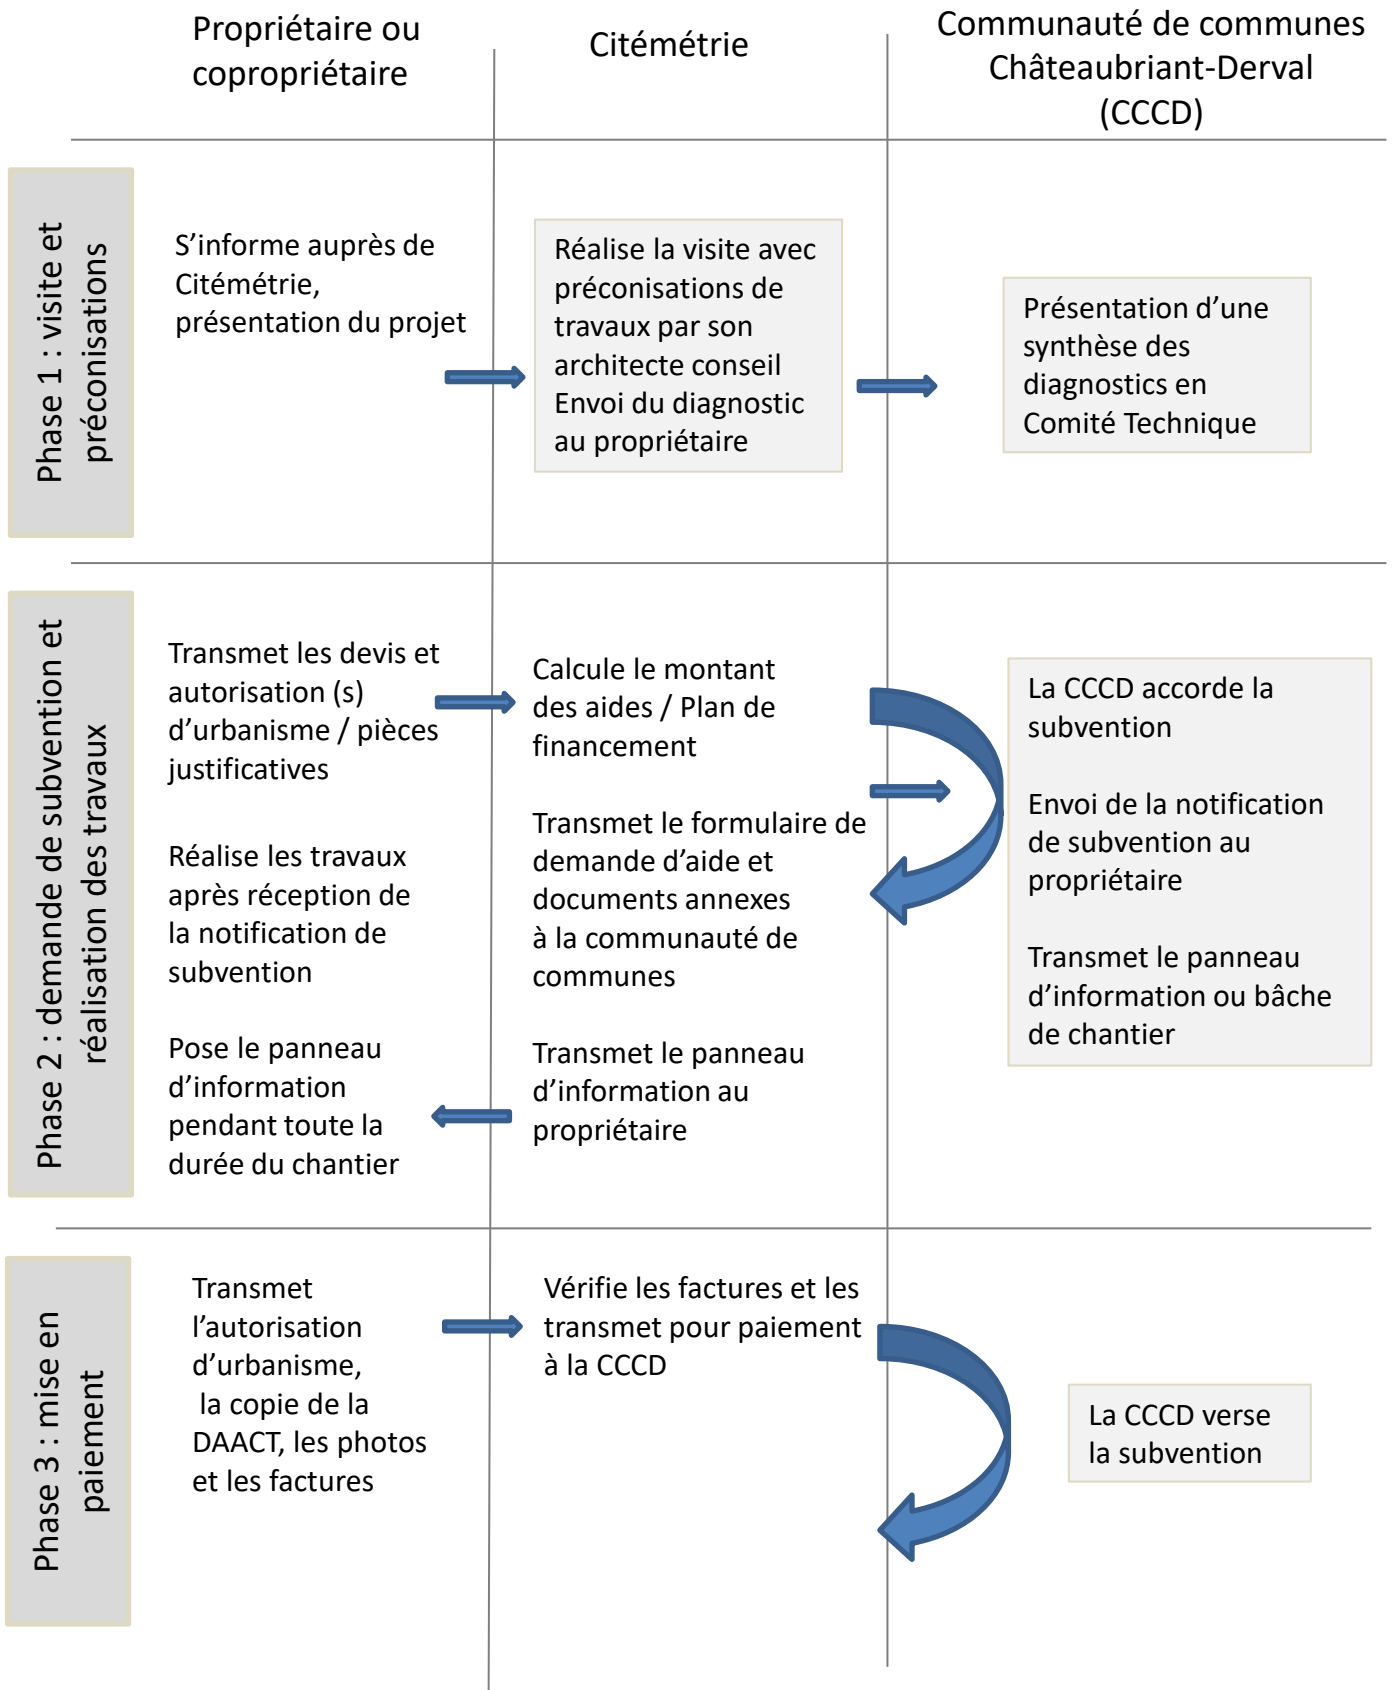 Propriétaire ou
copropriétaire
Citémétrie
Communauté de communes
Châteaubriant-Derval
(CCCD)
Phase 1 : visite et
préconisations
S’informe auprès de
Citémétrie,
présentation du projet
Réalise la visite avec
préconisations de
travaux par son
architecte conseil
Envoi du diagnostic
au propriétaire
Présentation d’une
synthèse des
diagnostics en
Comité Technique
Phase 2 : demande de subvention et
réalisation des travaux
Transmet les devis et
autorisation (s)
d’urbanisme / pièces
justificatives
Réalise les travaux
après réception de
la notification de
subvention
Pose le panneau
d’information
pendant toute la
durée du chantier
Calcule le montant
des aides / Plan de
financement
Transmet le formulaire de
demande d’aide et
documents annexes
à la communauté de
communes
Transmet le panneau
d’information au
propriétaire
La CCCD accorde la
subvention
Envoi de la notification
de subvention au
propriétaire
Transmet le panneau
d’information ou bâche
de chantier
Phase 3 : mise en
paiement
Transmet
l’autorisation
d’urbanisme,
la copie de la
DAACT, les photos
et les factures
Vérifie les factures et les
transmet pour paiement
à la CCCD
La CCCD verse
la subvention